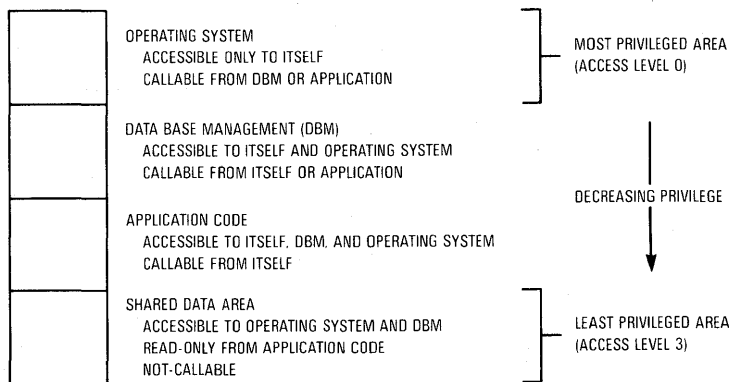 OPERATING SYSTEM
ACCESSIBLE ONLY TO ITSELF
CALLABLE FROM DBM OR APPLICATION
MOST PRIVILEGED AREA
(ACCESS LEVEL 0)
DATA BASE MANAGEMENT (DBM)
ACCESSIBLE TO ITSELF AND OPERATING SYSTEM
CALLABLE FROM ITSELF OR APPLICATION
DECREASING PRIVILEGE
APPLICATION CODE
ACCESSIBLE TO ITSELF, DBM, AND OPERATING SYSTEM
CALLABLE FROM ITSELF
SHARED DATA AREA
ACCESSIBLE TO OPERATING SYSTEM AND DBM
READ-ONLY FROM APPLICATION CODE
NOT-CALLABLE
LEAST PRIVILEGED AREA
(ACCESS LEVEL 3)